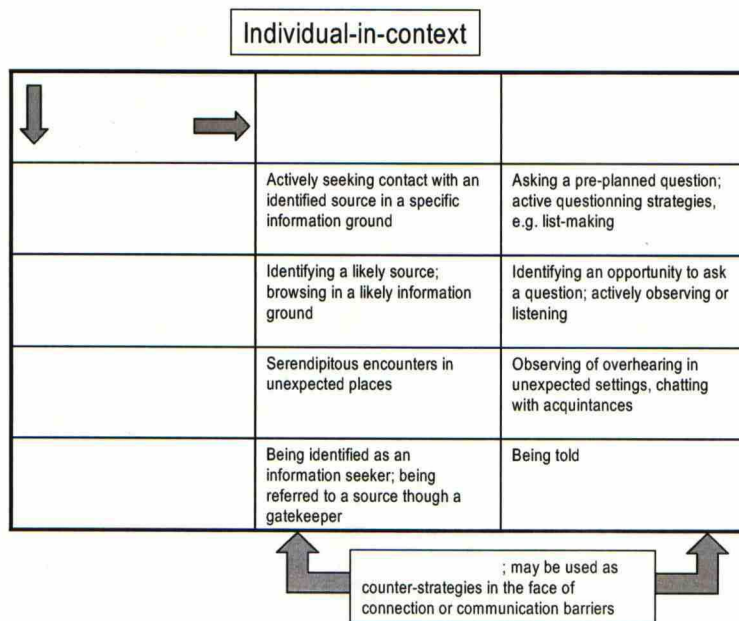 Individual-in-context
Actively seeking contact with an
identified source in a specific
information ground
Asking a pre-planned question;
active questionning strategies,
e.g. list-making
Identifying a likely source;
browsing in a likely information
ground
Identifying an opportunity to ask
a question; actively observing or
listening
Serendipitous encounters in
unexpected places
Observing of overhearing in
unexpected settings, chatting
with acquintances
Being identified as an
information seeker; being
referred to a source though a
gatekeeper
Being told
; may be used as
counter-strategies in the face of
connection or communication barriers